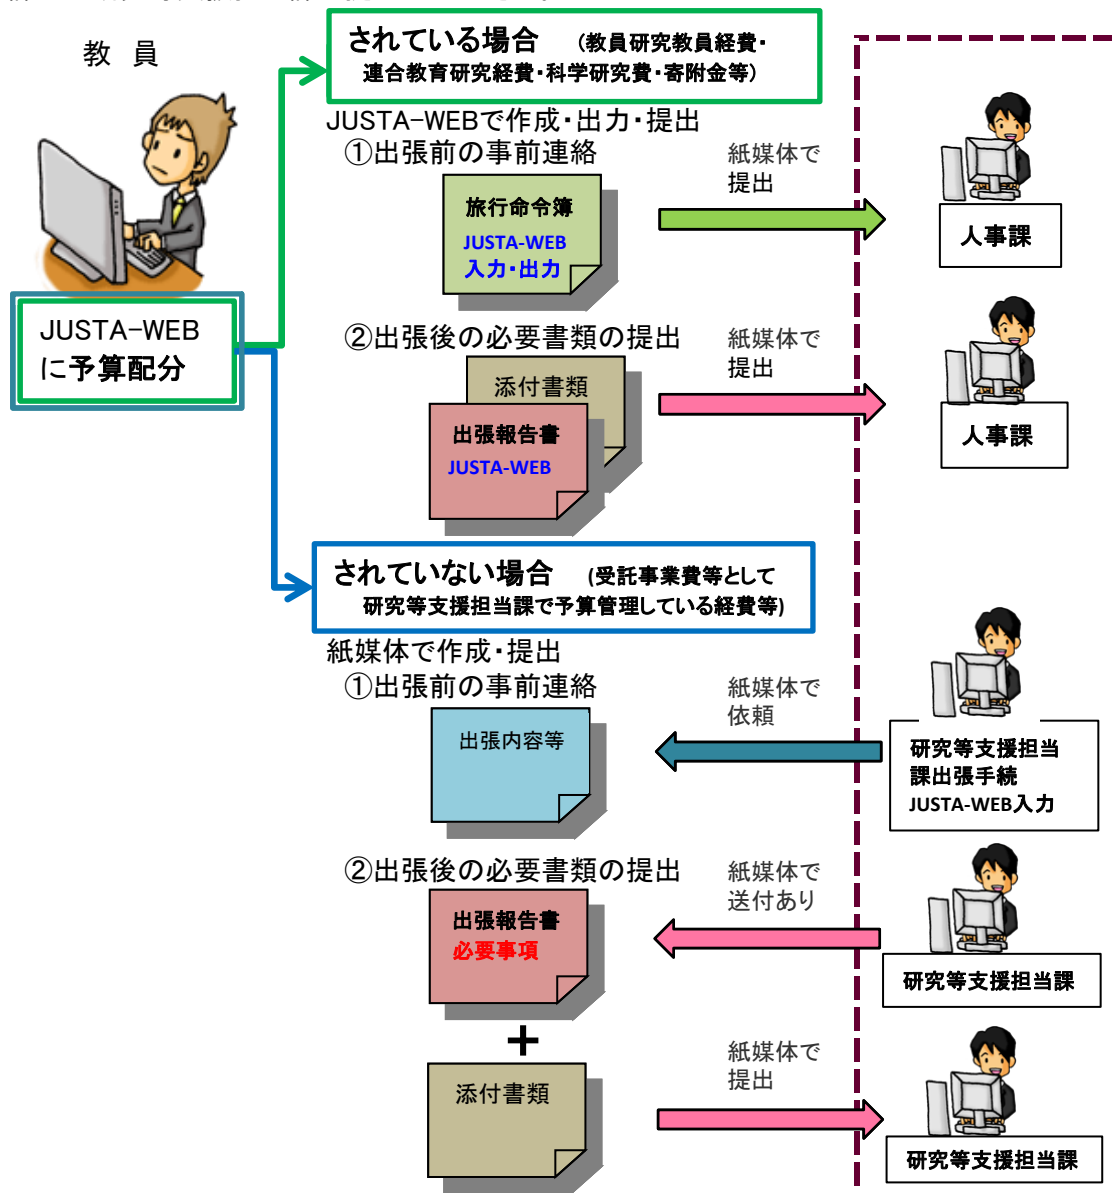 教 員
されている場合 (教員研究教員経費・
連合教育研究経費・科学研究費・寄附金等)
JUSTA-WEBで作成・出力・提出
①出張前の事前連絡
旅行命令簿
JUSTA-WEB
入力・出力
紙媒体で
提出
人事課
JUSTA-WEB
に予算配分
②出張後の必要書類の提出
添付書類
出張報告書
JUSTA-WEB
紙媒体で
提出
人事課
されていない場合 (受託事業費等として
研究等支援担当課で予算管理している経費等)
紙媒体で作成・提出
①出張前の事前連絡
出張内容等
紙媒体で
依頼
研究等支援担当
課出張手続
JUSTA-WEB入力
②出張後の必要書類の提出
出張報告書
必要事項
紙媒体で
送付あり
研究等支援担当課
+
添付書類
紙媒体で
提出
研究等支援担当課